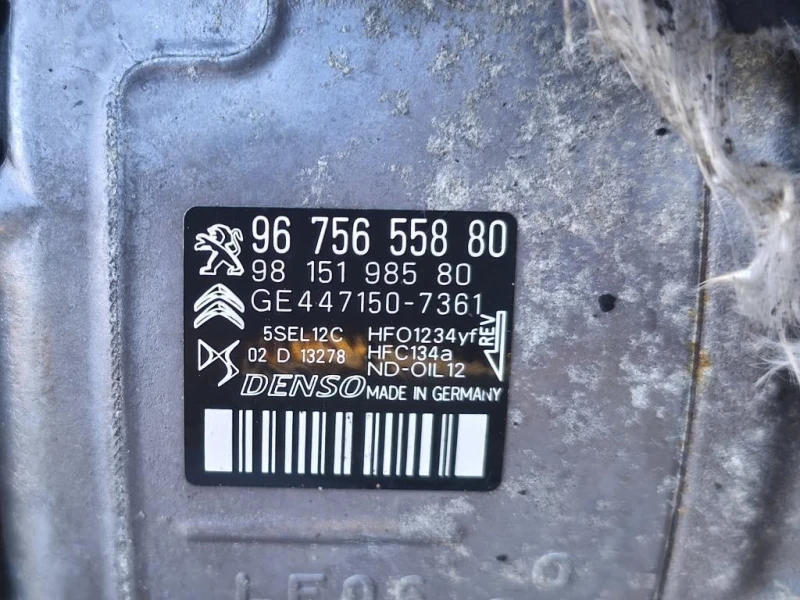 96 756 558 80
98 151 985 80
GE447150-7361
5SEL12C HFO1234yf
02 D 13278 HFC134a
ND-OIL12
REV
DENSO MADE IN GERMANY